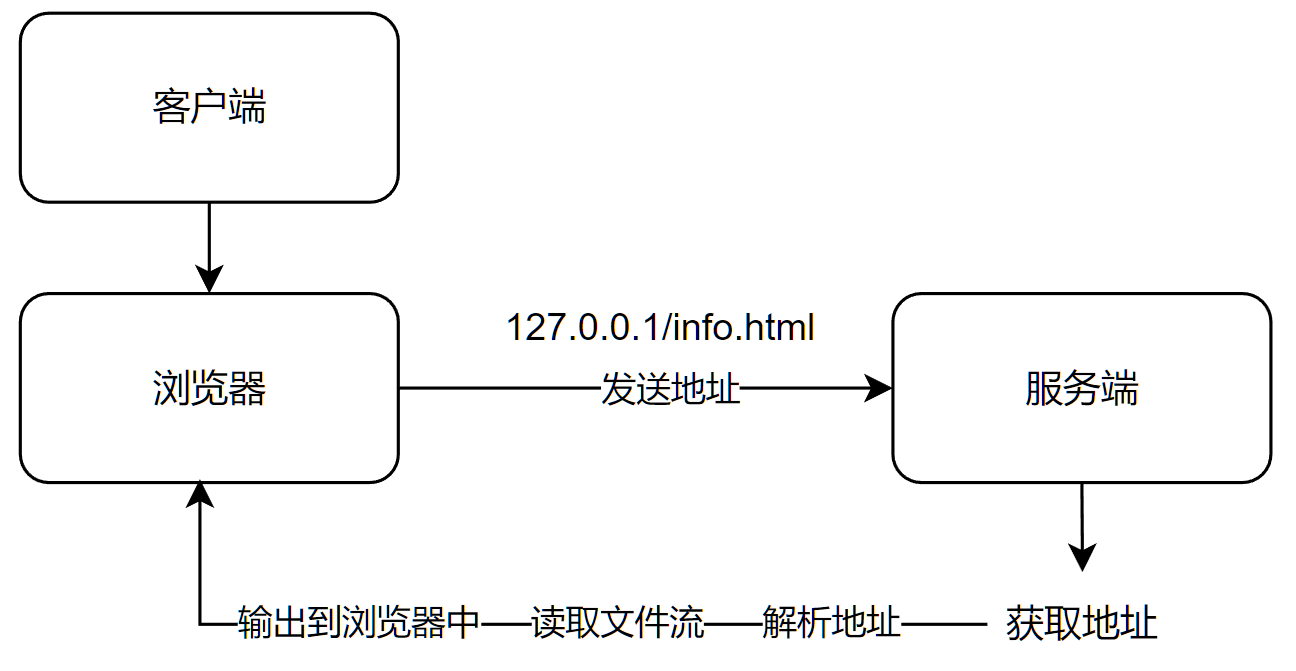 客户端
浏览器
127.0.0.1/info.html
发送地址
服务端
输出到浏览器中
读取文件流
解析地址
获取地址